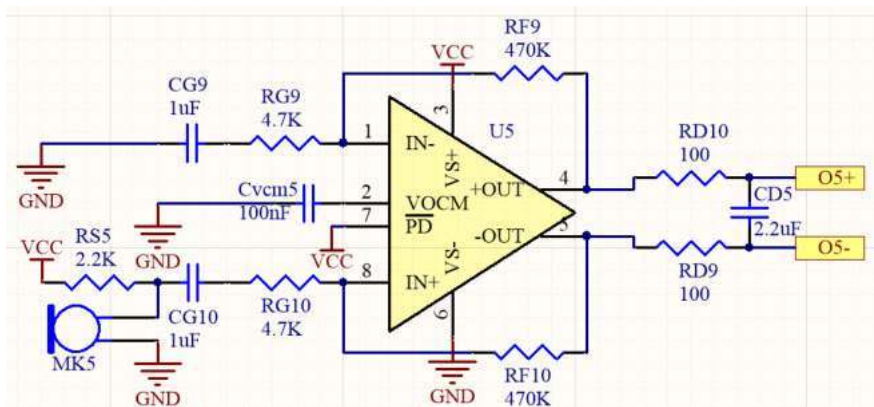 RF9
470K
VCC
CG9
1uF
RG9
4.7K
3
U5
1
IN-
VS+
RD10
100
GND
Cvcm5
100nF
2
VOCM
+OUT
4
O5+
7
PD
CD5
2.2uF
RS5
2.2K
VCC
GND
VCC
-OUT
5
O5-
VS-
8
IN+
RD9
100
CG10
1uF
RG10
4.7K
6
MK5
GND
GND
RF10
470K